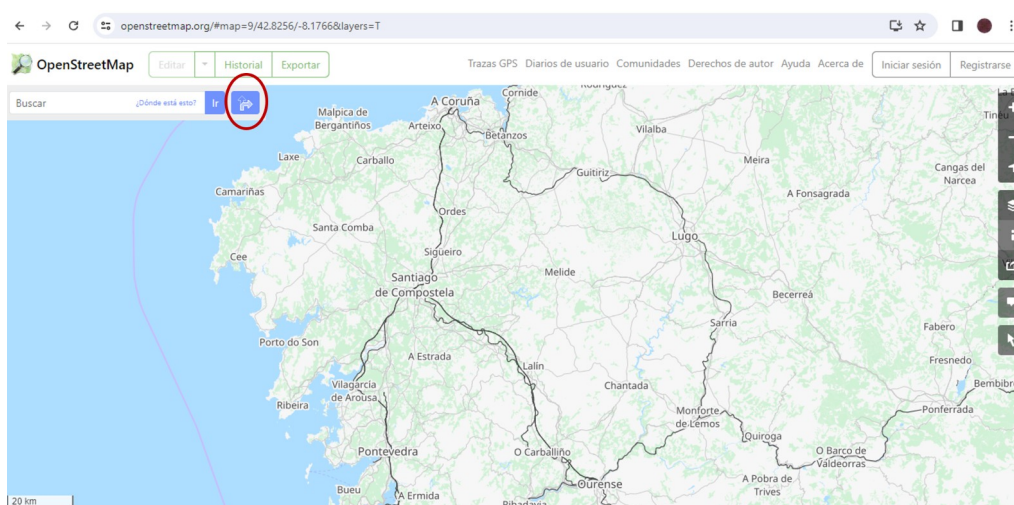 openstreetmap.org/#map=9/42.8256/-8.1766&layers=T
OpenStreetMap Editar Historial Exportar Trazas GPS Diarios de usuario Comunidades Derechos de autor Ayuda Acerca de Iniciar sesión Registrarse
Buscar ¿Dónde está esto? Ir
Cornide
A Coruña
Malpica de
Bergantiños
Arteixo
Betanzos
Vilalba
Laxe
Carballo
Guitiriz
Meira
Cangas del
Narcea
Camariñas
A Fonsagrada
Ordes
Santa Comba
Lugo
Cee
Sigüeiro
Santiago
de Compostela
Melide
Becerreá
Sarria
Fabero
Porto do Son
A Estrada
Lalín
Fresnedo
Vilagarcía
de Arousa
Chantada
Bembibre
Ribeira
Monforte
de Lemos
Ponferrada
Quiroga
Pontevedra
O Carballiño
O Barco de
Valdeorras
A Pobra de
Trives
Bueu
A Ermida
Ourense
Ribadavia
20 km